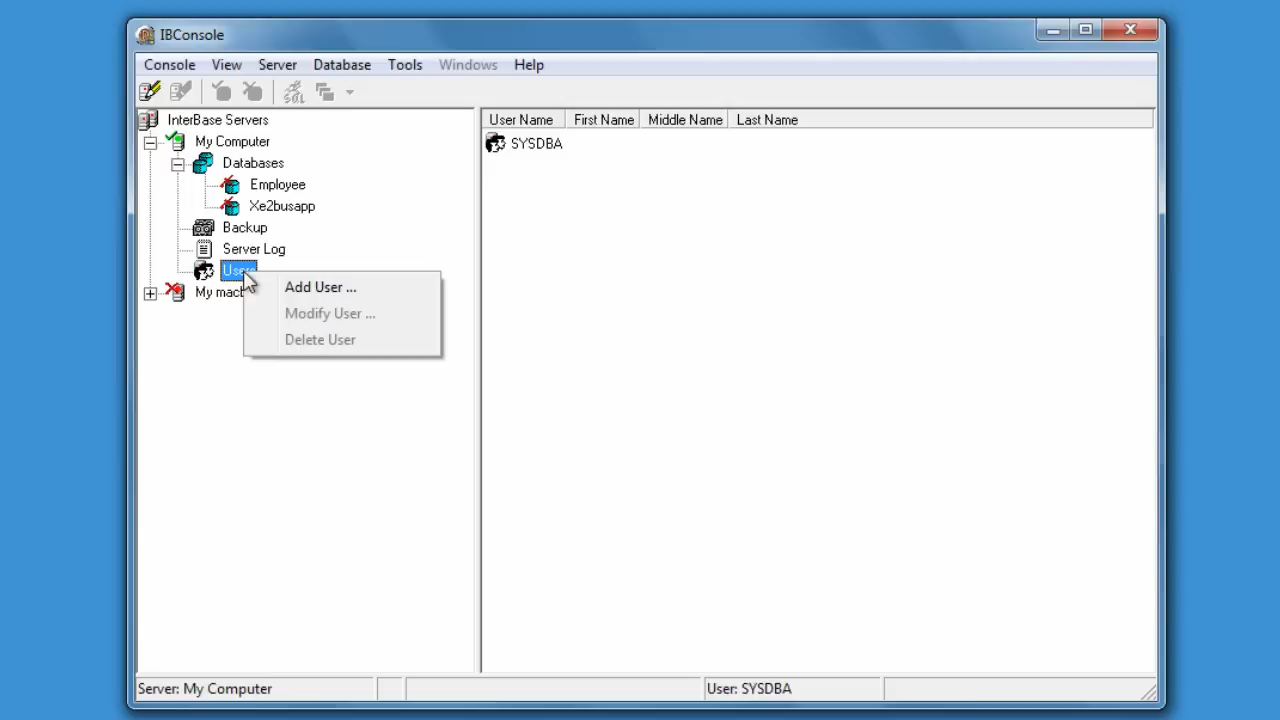 IBConsole
Console View Server Database Tools Windows Help
SQL
InterBase Servers
My Computer
Databases
Employee
Xe2busapp
Backup
Server Log
My
User Name First Name Middle Name Last Name
SYSDBA
Add User ...
Modify User ...
Delete User
Server: My Computer
User: SYSDBA